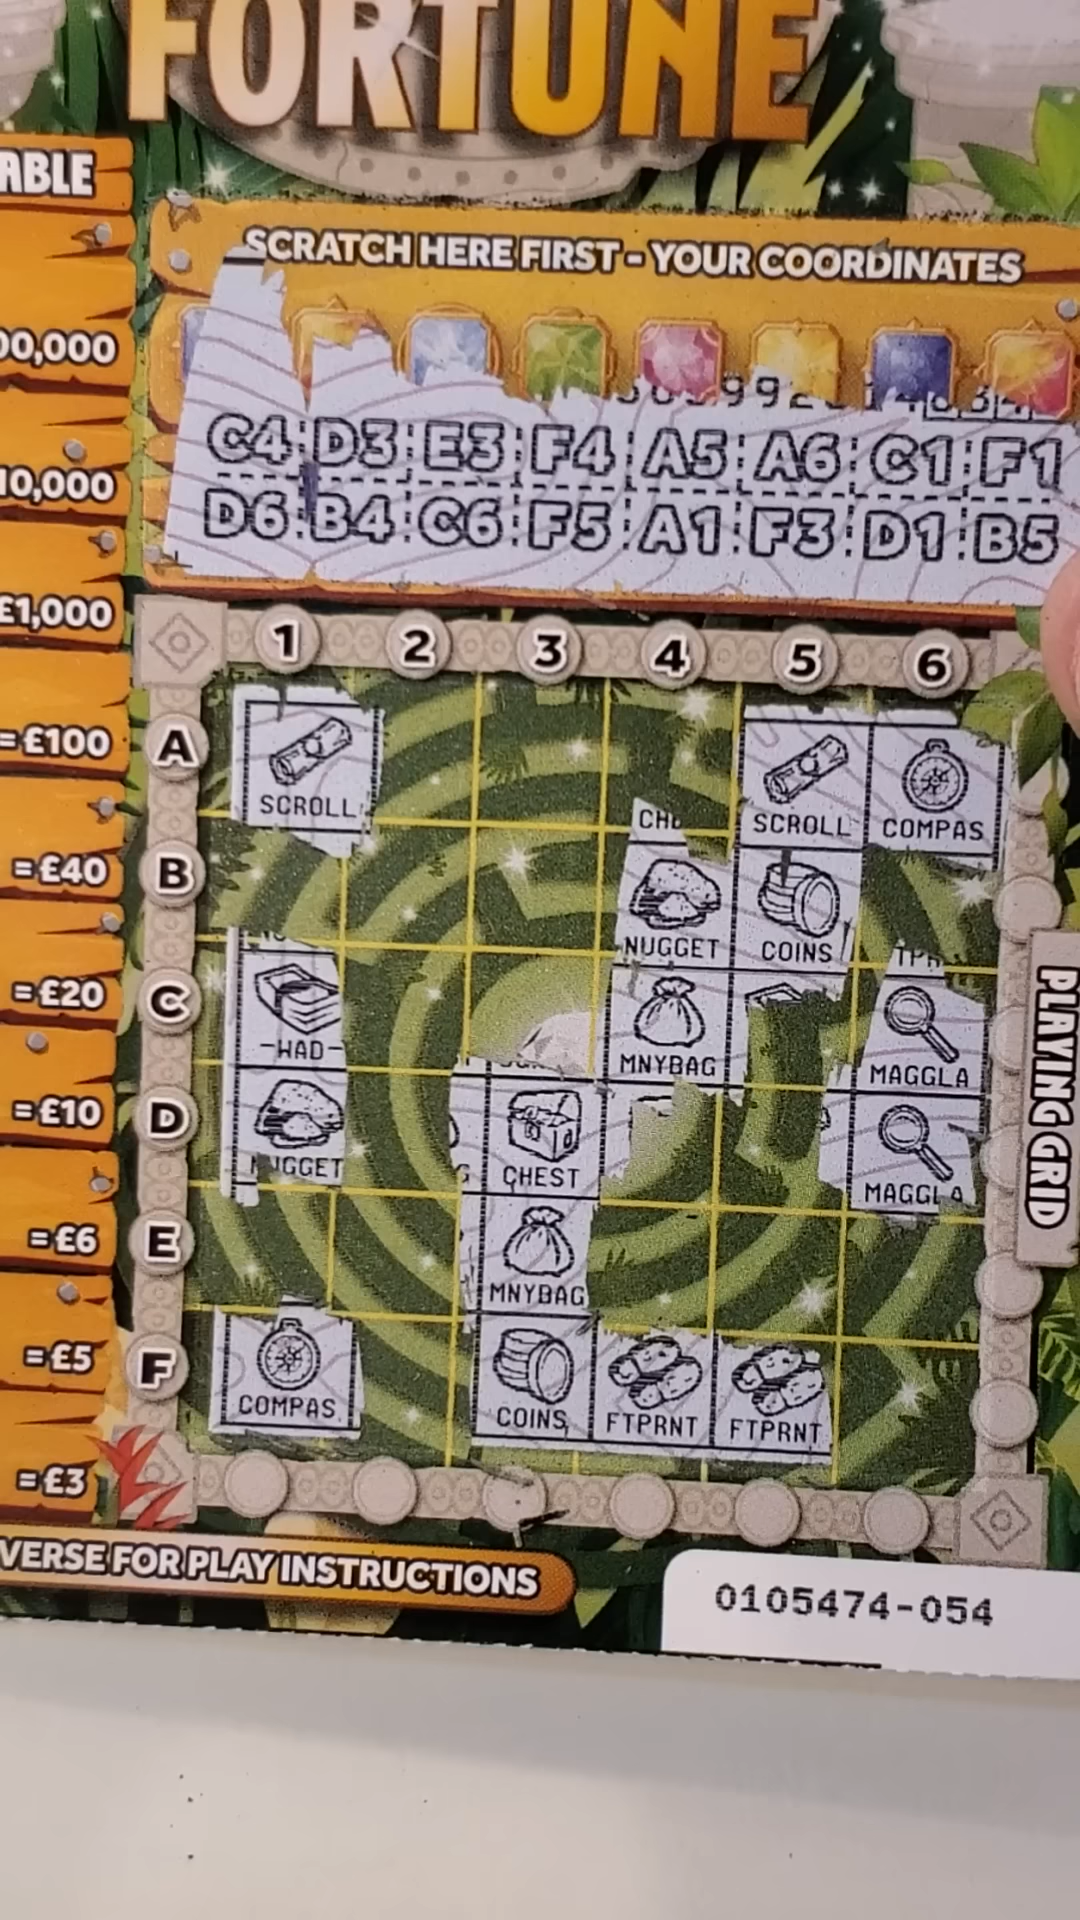 FORTUNE
ABLE
SCRATCH HERE FIRST - YOUR COORDINATES
00,000
C4 D3 E3 F4 A5 A6 C1 F1
10,000
D6 B4 C6 F5 A1 F3 D1 B5
£1,000
1 2 3 4 5 6
= £100
A
SCROLL SCROLL COMPAS
= £40
B
NUGGET COINS
= £20
C
WAD MNYBAG MAGGLA
= £10
D
NUGGET CHEST MAGGLA
= £6
E
MNYBAG
= £5
F
COMPAS COINS FTPRNT FTPRNT
= £3
PLAYING GRID
VERSE FOR PLAY INSTRUCTIONS
0105474-054